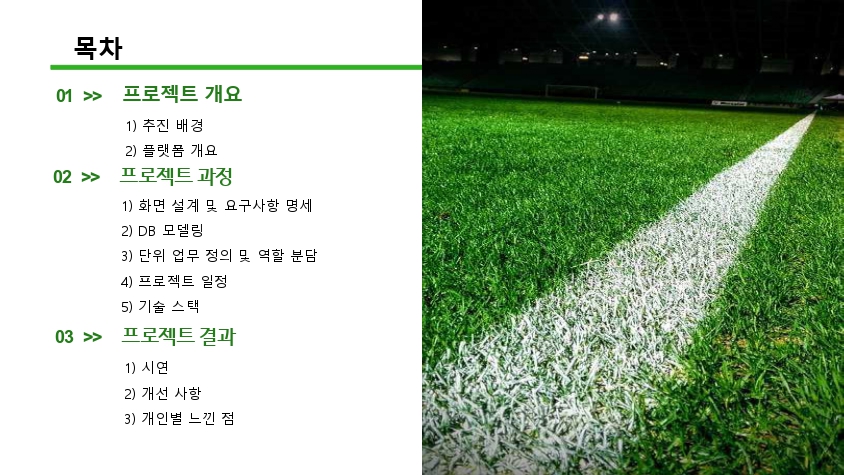 목차
01 >> 프로젝트 개요
1) 추진 배경
2) 플랫폼 개요
02 >> 프로젝트 과정
1) 화면 설계 및 요구사항 명세
2) DB 모델링
3) 단위 업무 정의 및 역할 분담
4) 프로젝트 일정
5) 기술 스택
03 >> 프로젝트 결과
1) 시연
2) 개선 사항
3) 개인별 느낀 점